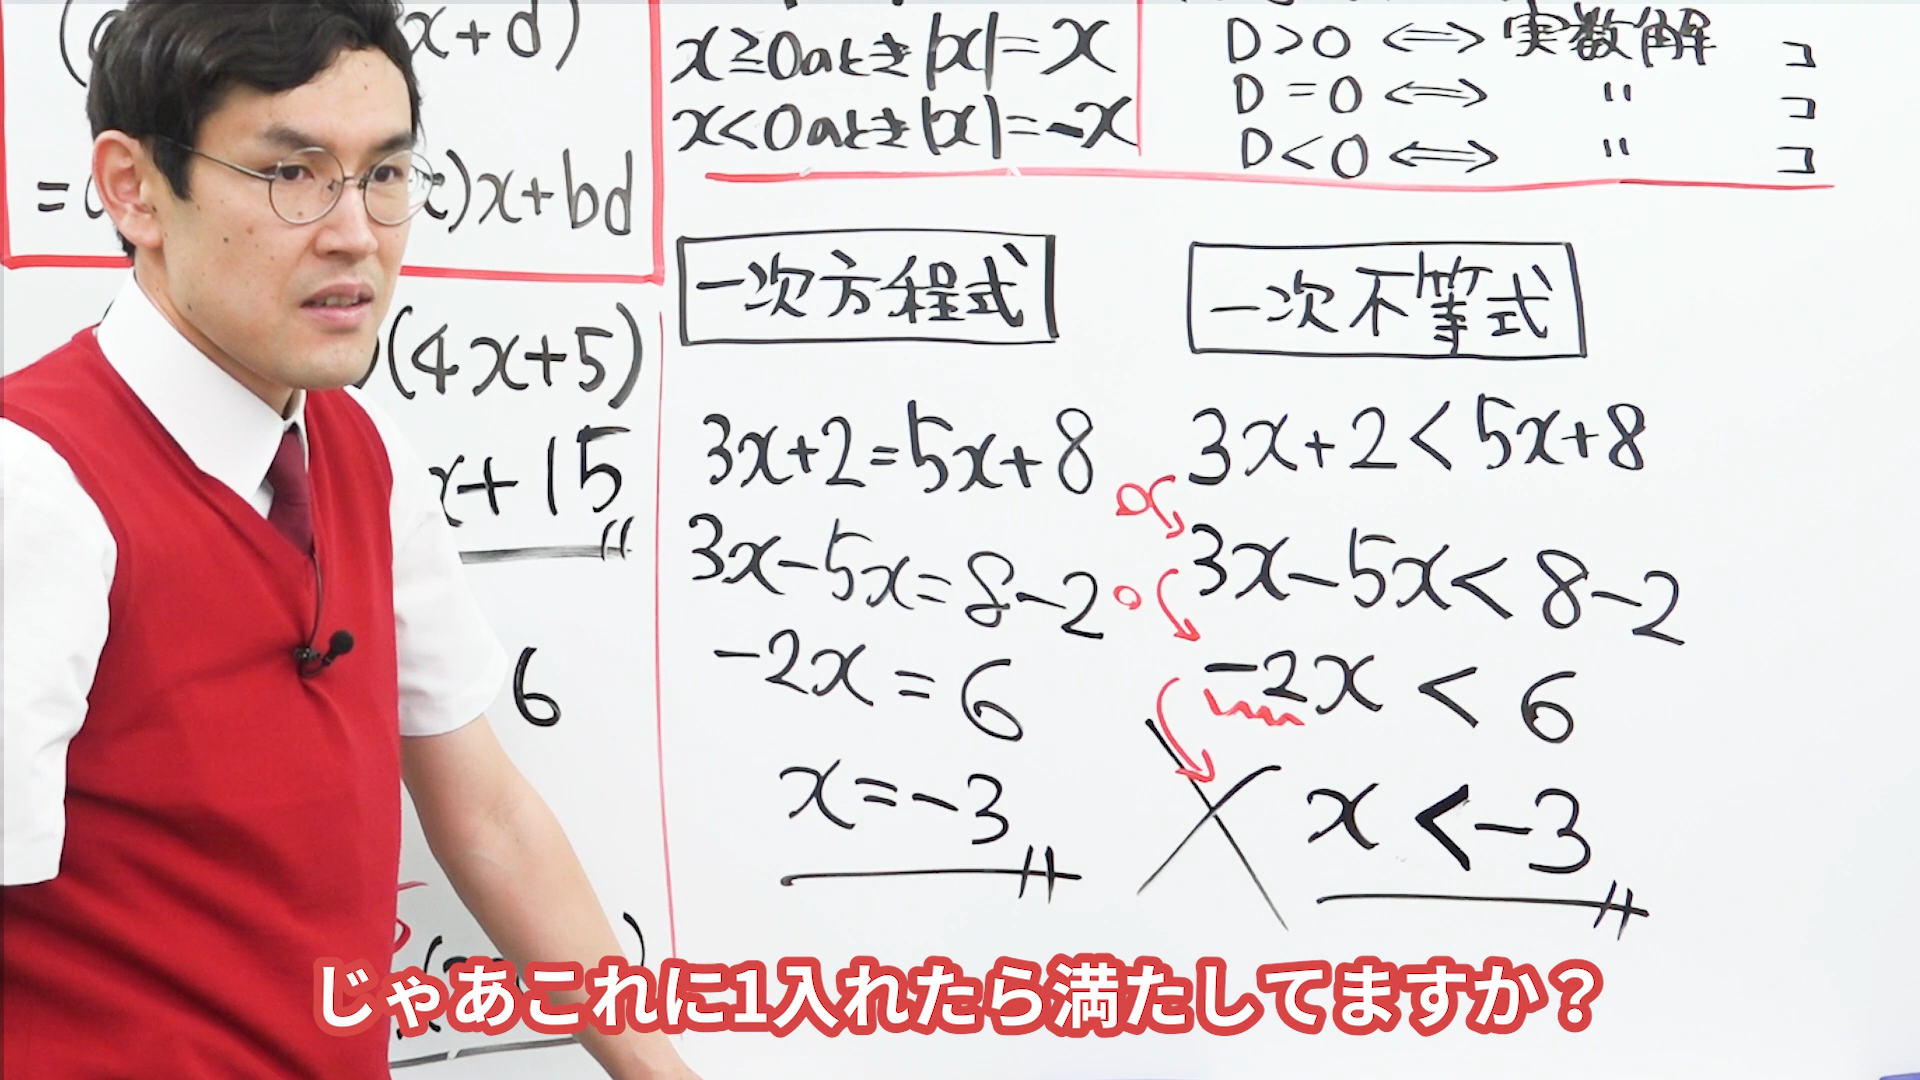 x+d)
=
)x+bd
(4x+5)
x+15
6
x≧0のとき|x|=x
x<0のとき|x|=-x
D>0 ⇔ 実数解 コ
D=0 ⇔ 〃 コ
D<0 ⇔ 〃 コ
一次方程式
3x+2=5x+8
3x-5x=8-2
-2x=6
x=-3
一次不等式
3x+2<5x+8
3x-5x<8-2
-2x<6
x<-3
じゃあこれに1入れたら満たしてますか？